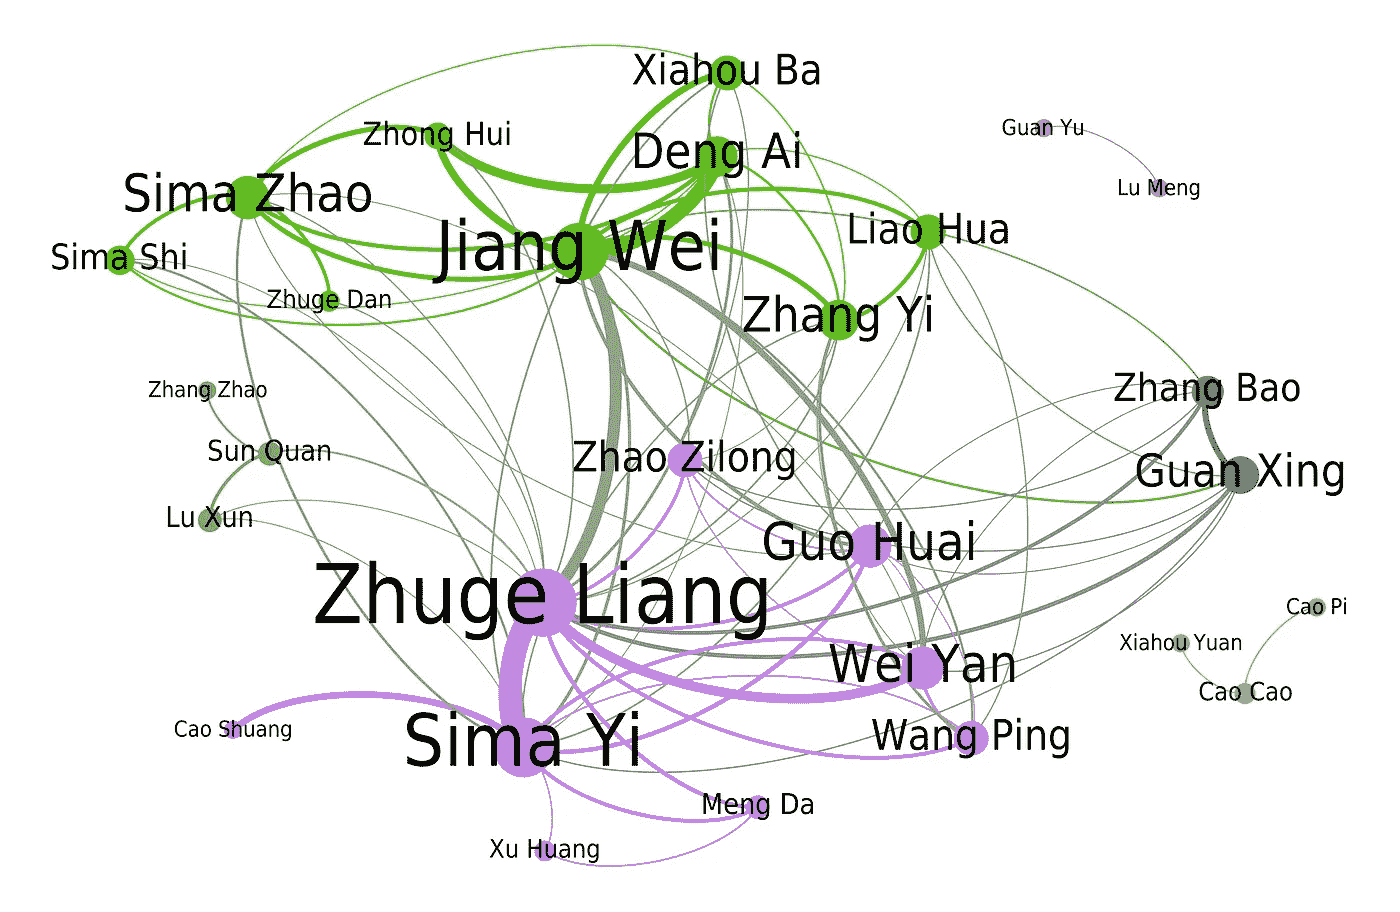 Xiahou Ba
Guan Yu
Zhong Hui
Deng Ai
Lu Meng
Sima Zhao
Liao Hua
Jiang Wei
Sima Shi
Zhuge Dan
Zhang Yi
Zhang Zhao
Zhang Bao
Sun Quan
Zhao Zilong
Guan Xing
Lu Xun
Guo Huai
Zhuge Liang
Cao Pi
Xiahou Yuan
Wei Yan
Cao Cao
Cao Shuang
Sima Yi
Wang Ping
Meng Da
Xu Huang